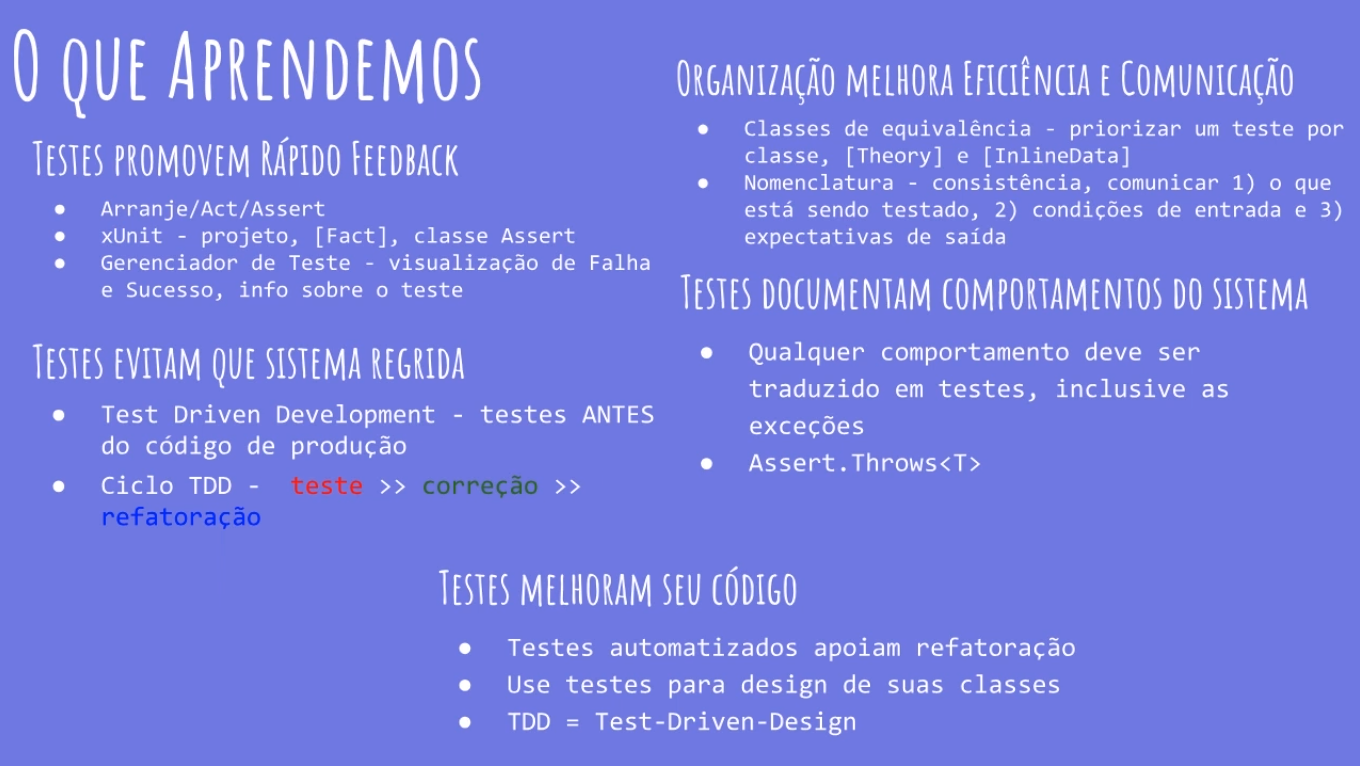 O que Aprendemos
Testes promovem Rápido Feedback
● Arranje/Act/Assert
● xUnit - projeto, [Fact], classe Assert
● Gerenciador de Teste - visualização de Falha
e Sucesso, info sobre o teste
Testes evitam que sistema regrida
● Test Driven Development - testes ANTES
do código de produção
● Ciclo TDD - teste >> correção >>
refatoração
Organização melhora Eficiência e Comunicação
● Classes de equivalência - priorizar um teste por
classe, [Theory] e [InlineData]
● Nomenclatura - consistência, comunicar 1) o que
está sendo testado, 2) condições de entrada e 3)
expectativas de saída
Testes documentam comportamentos do sistema
● Qualquer comportamento deve ser
traduzido em testes, inclusive as
exceções
● Assert.Throws<T>
Testes melhoram seu código
● Testes automatizados apoiam refatoração
● Use testes para design de suas classes
● TDD = Test-Driven-Design